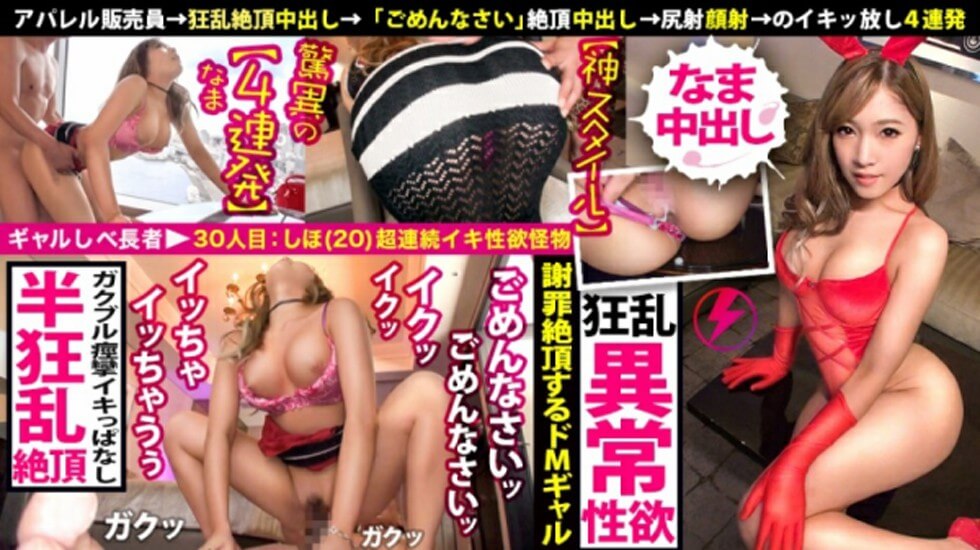 アパレル販売員→狂乱絶頂中出し→「ごめんなさい」絶頂中出し→尻射顔射→のイキッ放し4連発
驚異の
なま
【4連発】
【神スタイル】
なま
中出し
ギャルしべ長者▶30人目:しほ(20)超連続イキ性欲怪物
ガクブル痙攣イキっぱなし
半狂乱
絶頂
イッちゃ
イッちゃうぅ
イクッ
イクッ
ごめんなさいッ
ごめんなさいッ
ガクッ
ガクッ
謝罪絶頂するドMギャル
狂乱
異常
性欲